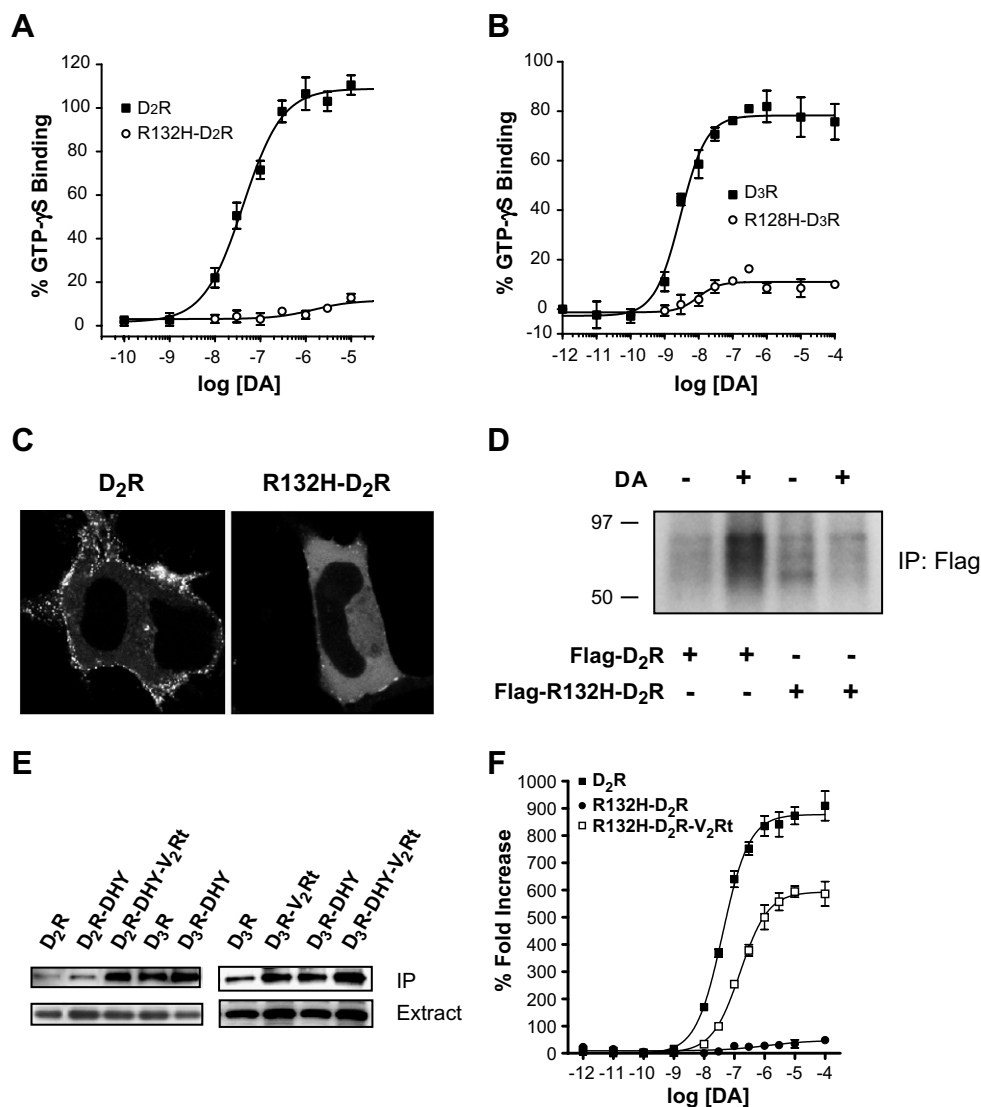 A
% GTP-γS Binding
120
100
80
60
40
20
0
D2R
R132H-D2R
-10 -9 -8 -7 -6 -5
log [DA]
B
% GTP-γS Binding
100
80
60
40
20
0
-10
D3R
R128H-D3R
-12 -11 -10 -9 -8 -7 -6 -5 -4
log [DA]
C
D2R R132H-D2R
D
DA - + - +
97
50
IP: Flag
Flag-D2R + + - -
Flag-R132H-D2R - - + +
E
D2R D2R-DHY D2R-DHY-V2Rt D3R D3R-DHY
D3R D3R-V2Rt D3R-DHY D3R-DHY-V2Rt
IP
Extract
F
% Fold Increase
1000
900
800
700
600
500
400
300
200
100
0
D2R
R132H-D2R
R132H-D2R-V2Rt
-12 -11 -10 -9 -8 -7 -6 -5 -4
log [DA]